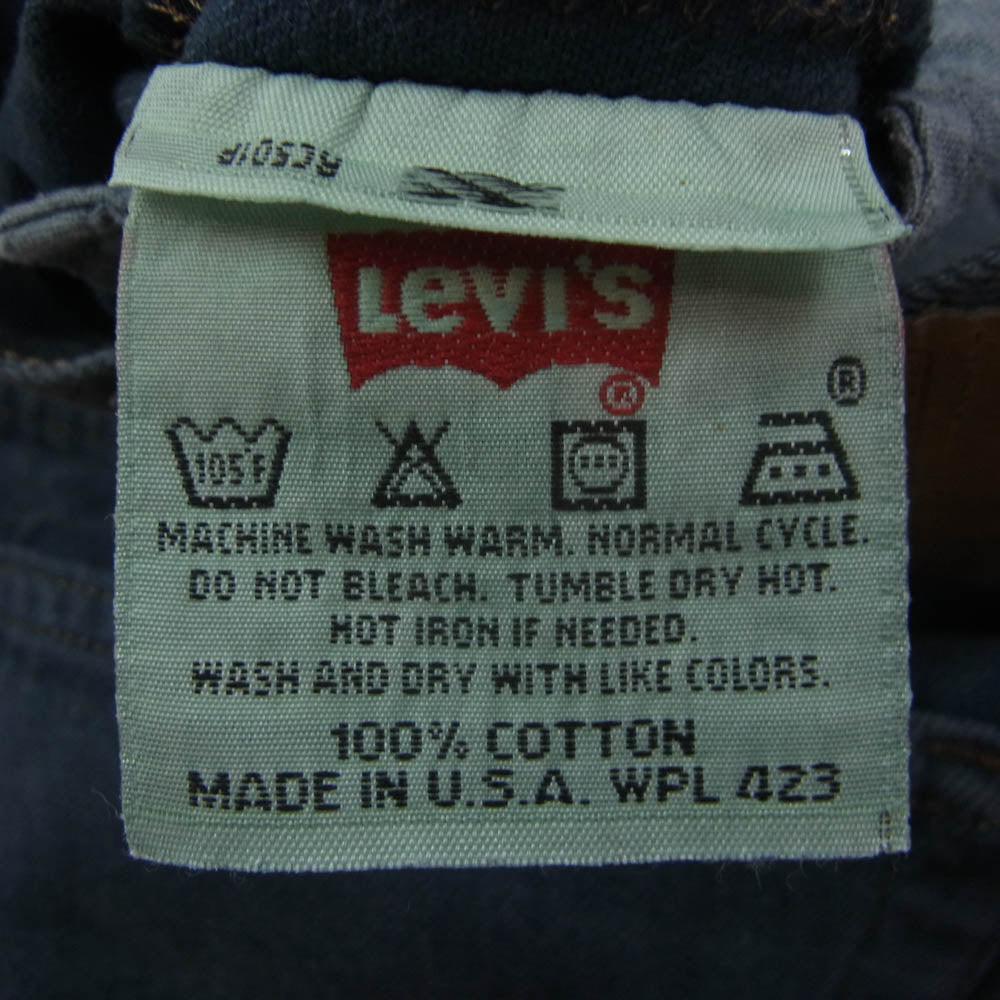 RC501P
LEVI'S
®
®
105°F
MACHINE WASH WARM. NORMAL CYCLE.
DO NOT BLEACH. TUMBLE DRY HOT.
HOT IRON IF NEEDED.
WASH AND DRY WITH LIKE COLORS.
100% COTTON
MADE IN U.S.A. WPL 423